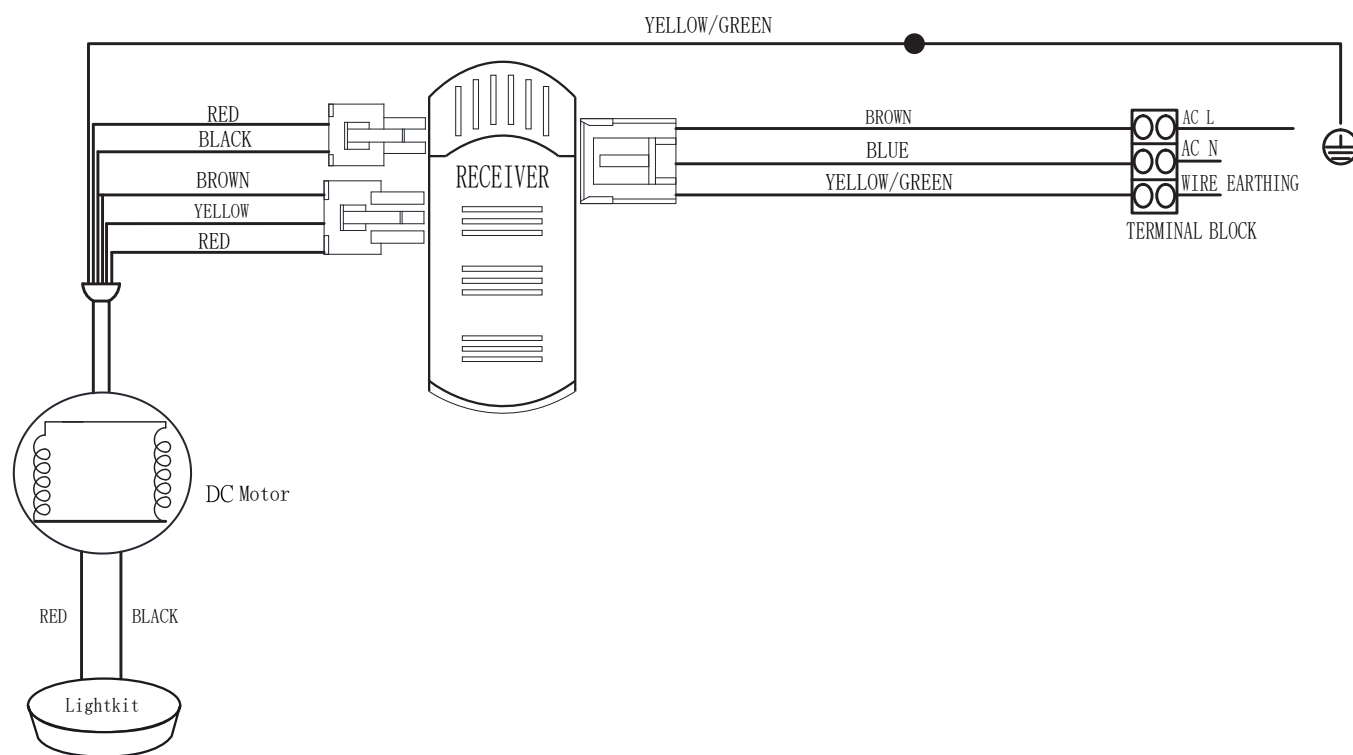 YELLOW/GREEN
RED
BLACK
BROWN
YELLOW
RED
RECEIVER
BROWN
BLUE
YELLOW/GREEN
AC L
AC N
WIRE EARTHING
TERMINAL BLOCK
DC Motor
RED
BLACK
Lightkit